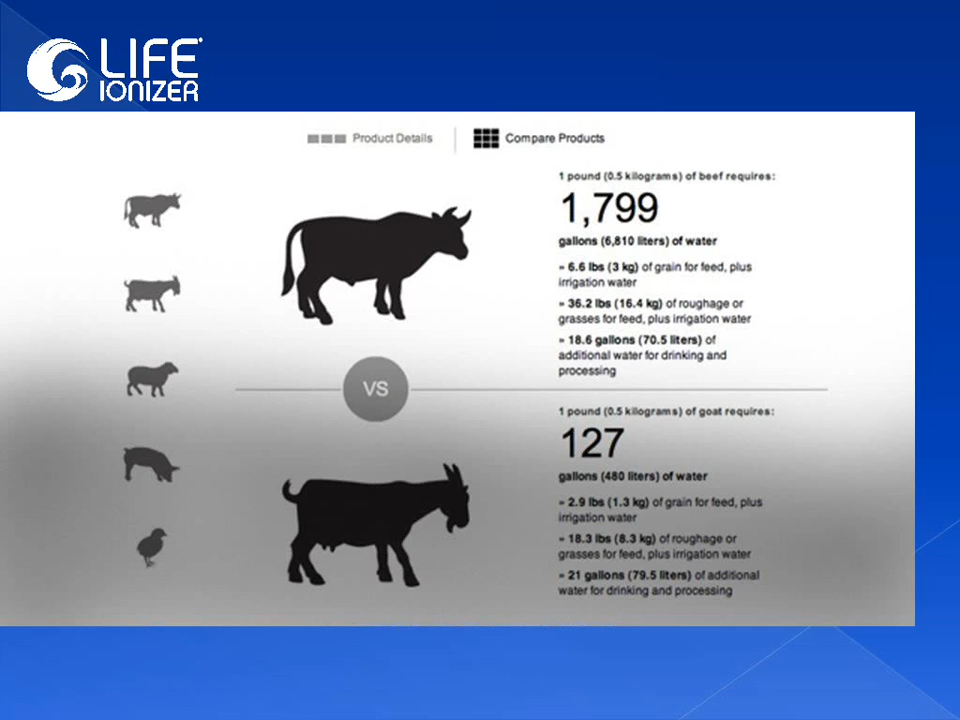 LIFE
IONIZER
Product Details
Compare Products
1 pound (0.5 kilograms) of beef requires:
1,799
gallons (6,810 liters) of water
» 6.6 lbs (3 kg) of grain for feed, plus
irrigation water
» 36.2 lbs (16.4 kg) of roughage or
grasses for feed, plus irrigation water
» 18.6 gallons (70.5 liters) of
additional water for drinking and
processing
VS
1 pound (0.5 kilograms) of goat requires:
127
gallons (480 liters) of water
» 2.9 lbs (1.3 kg) of grain for feed, plus
irrigation water
» 18.3 lbs (8.3 kg) of roughage or
grasses for feed, plus irrigation water
» 21 gallons (79.5 liters) of additional
water for drinking and processing